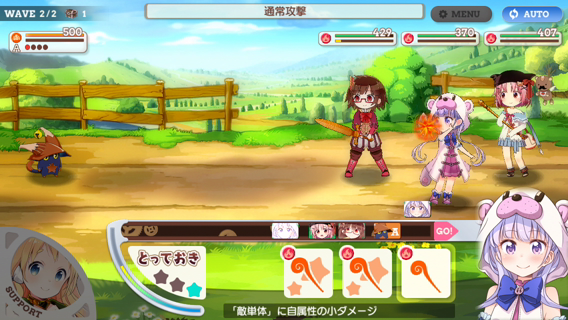 WAVE 2/2 1
通常攻撃
MENU
AUTO
500
A
429
370
407
A
GO!
とっておき
SUPPORT
「敵単体」に自属性の小ダメージ